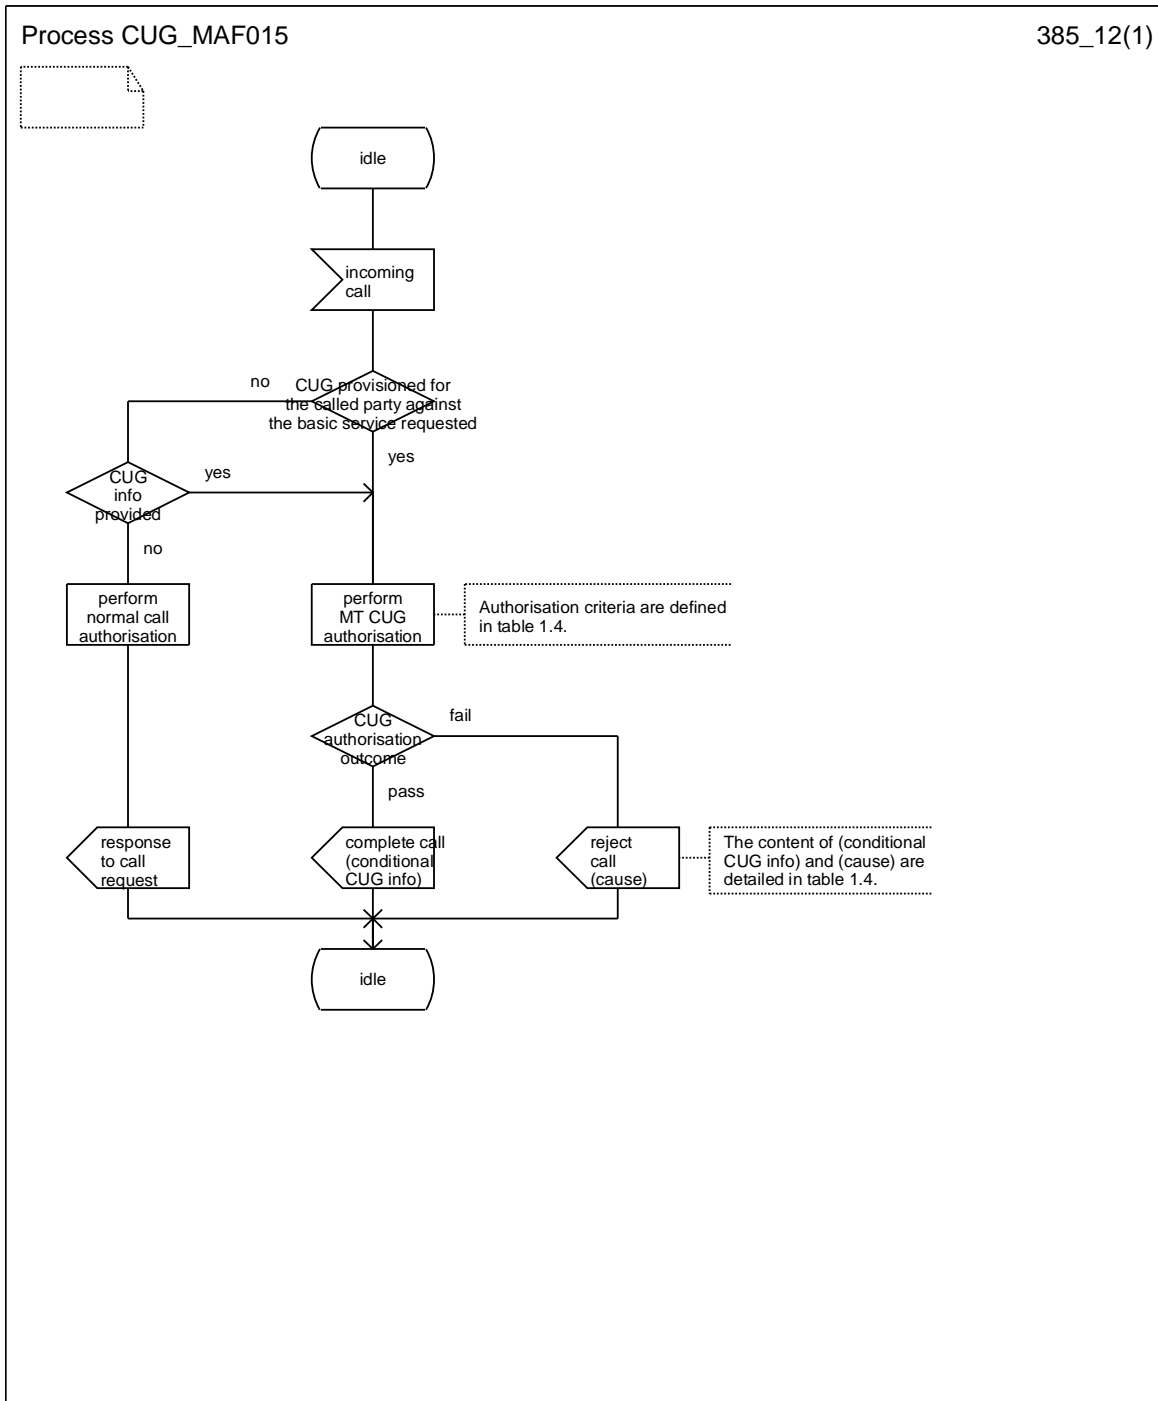 Process CUG_MAF015
385_12(1)
idle
incoming
call
no
CUG provisioned for
the called party against
the basic service requested
yes
CUG
info
provided
yes
no
perform
normal call
authorisation
perform
MT CUG
authorisation
Authorisation criteria are defined
in table 1.4.
CUG
authorisation
outcome
fail
pass
response
to call
request
complete call
(conditional
CUG info)
reject
call
(cause)
The content of (conditional
CUG info) and (cause) are
detailed in table 1.4.
idle